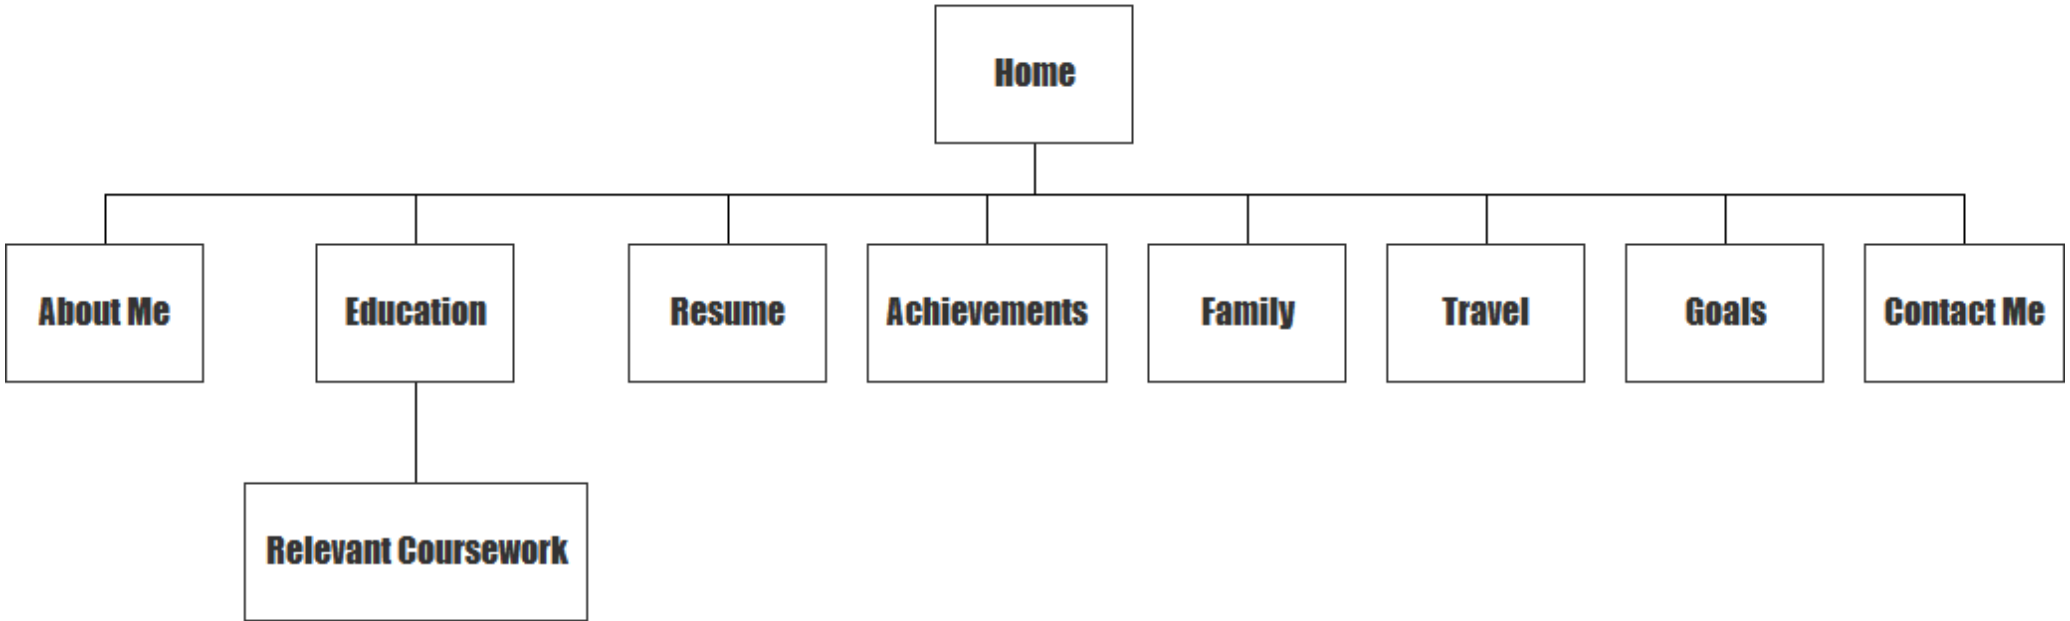 Home
About Me
Education
Resume
Achievements
Family
Travel
Goals
Contact Me
Relevant Coursework